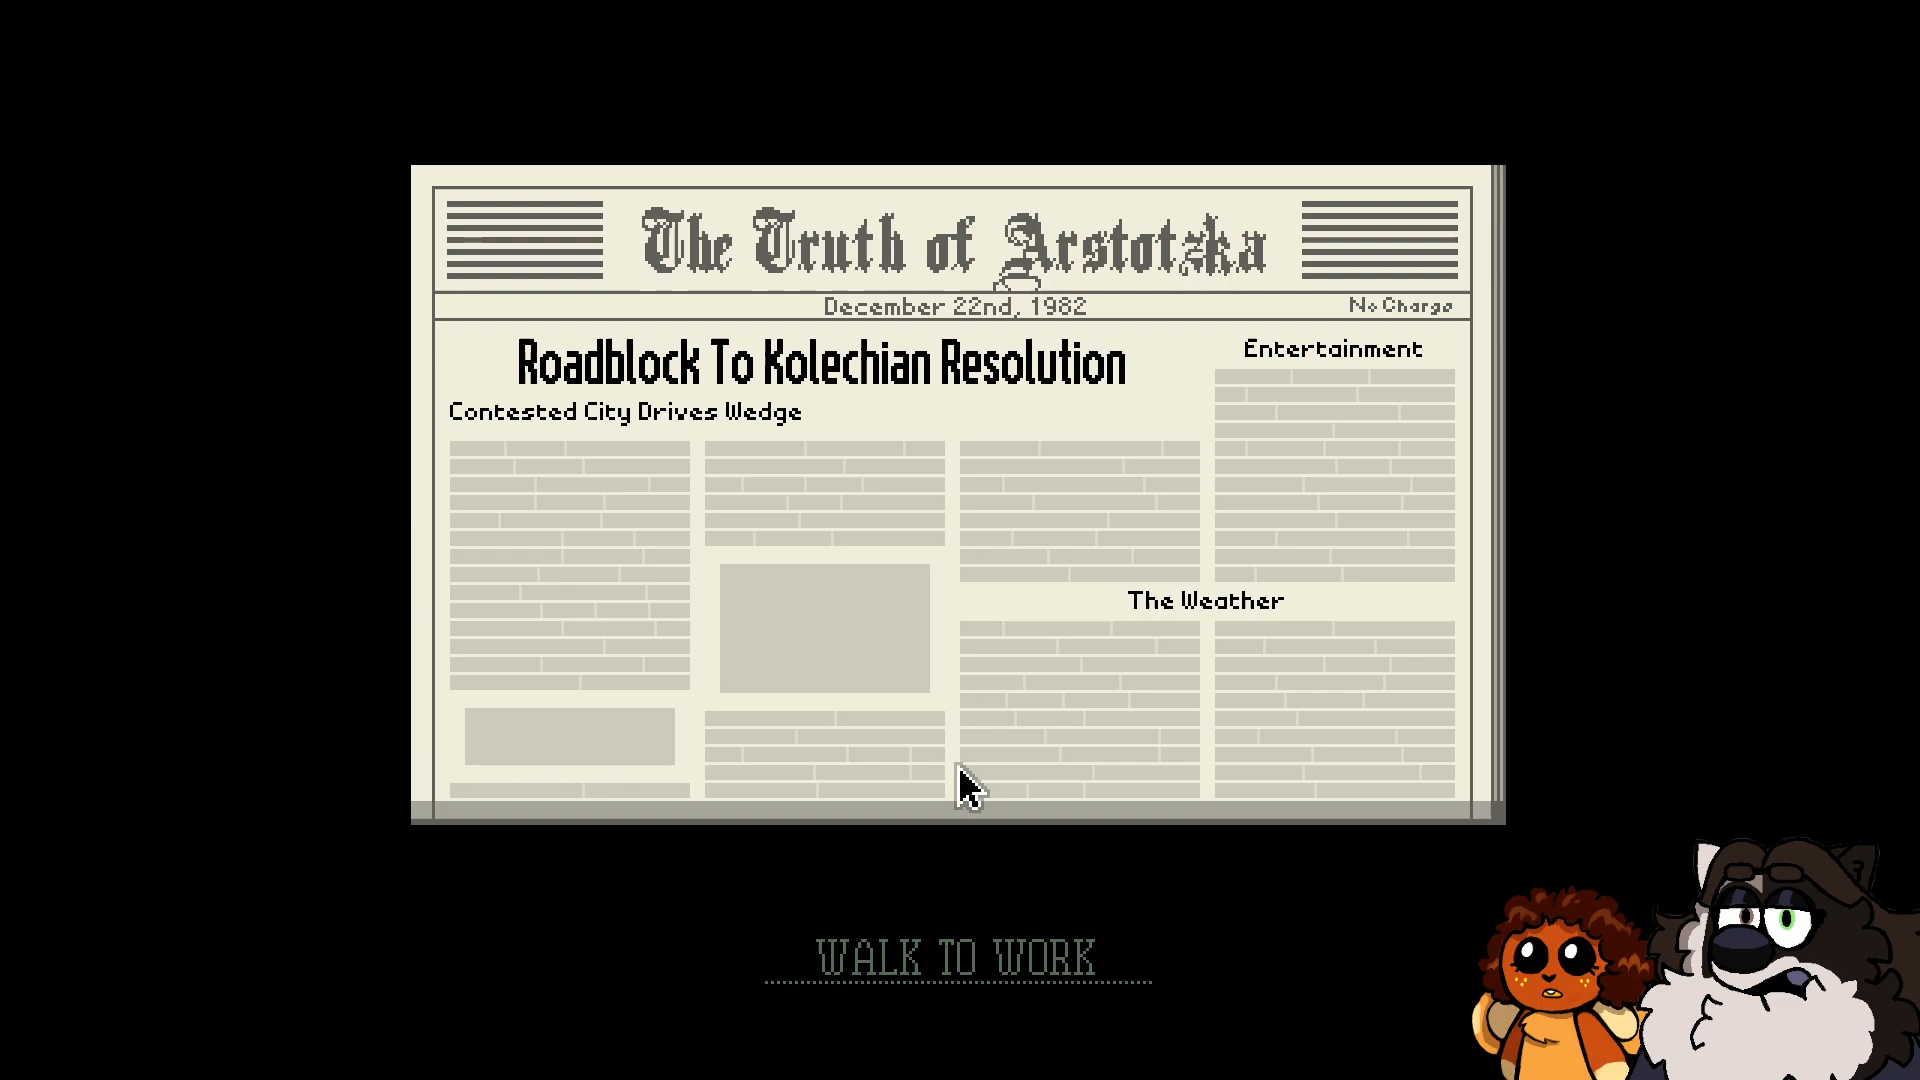 The Truth of Arstotzka
December 22nd, 1982
No Charge
Roadblock To Kolechian Resolution
Contested City Drives Wedge
Entertainment
The Weather
WALK TO WORK